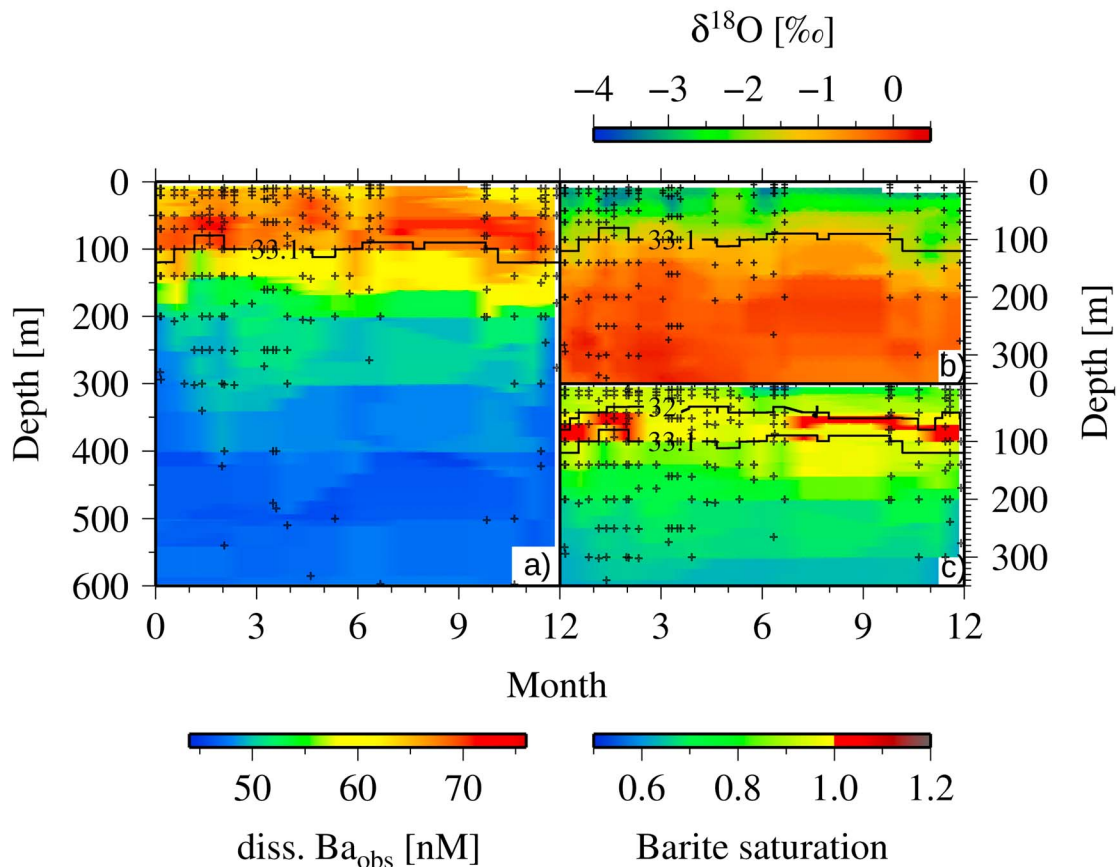 δ18O [‰]
−4 −3 −2 −1 0
0
100
200
300
400
500
600
Depth [m]
33.1
a)
0 3 6 9 12
33.1
b)
0
100
200
300
Depth [m]
32
33.1
c)
0
100
200
300
3 6 9 12
Month
50 60 70
diss. Baobs [nM]
0.6 0.8 1.0 1.2
Barite saturation